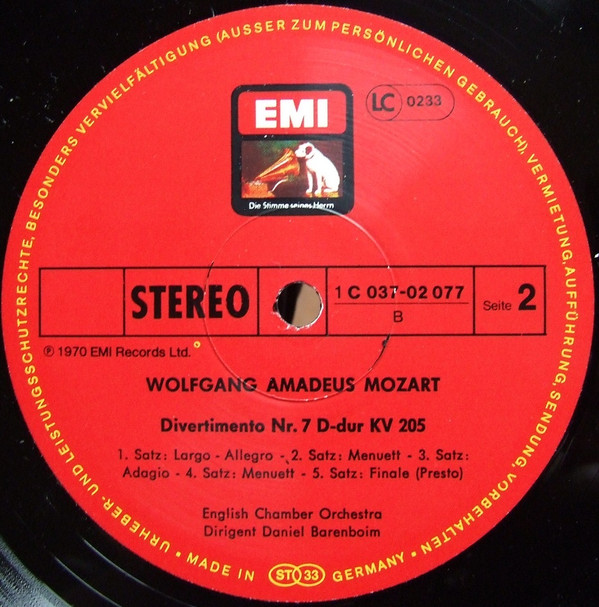 URHEBER- UND LEISTUNGSSCHUTZRECHTE, BESONDERS VERVIELFÄLTIGUNG (AUSSER ZUM PERSÖNLICHEN GEBRAUCH), VERMIETUNG, AUFFÜHRUNG, SENDUNG, VORBEHALTEN
EMI
LC 0233
Die Stimme seines Herrn
STEREO
1 C 037-02 077
B
Seite 2
℗ 1970 EMI Records Ltd.
WOLFGANG AMADEUS MOZART
Divertimento Nr. 7 D-dur KV 205
1. Satz: Largo - Allegro - 2. Satz: Menuett - 3. Satz:
Adagio - 4. Satz: Menuett - 5. Satz: Finale (Presto)
English Chamber Orchestra
Dirigent Daniel Barenboim
• MADE IN ST 33 GERMANY •